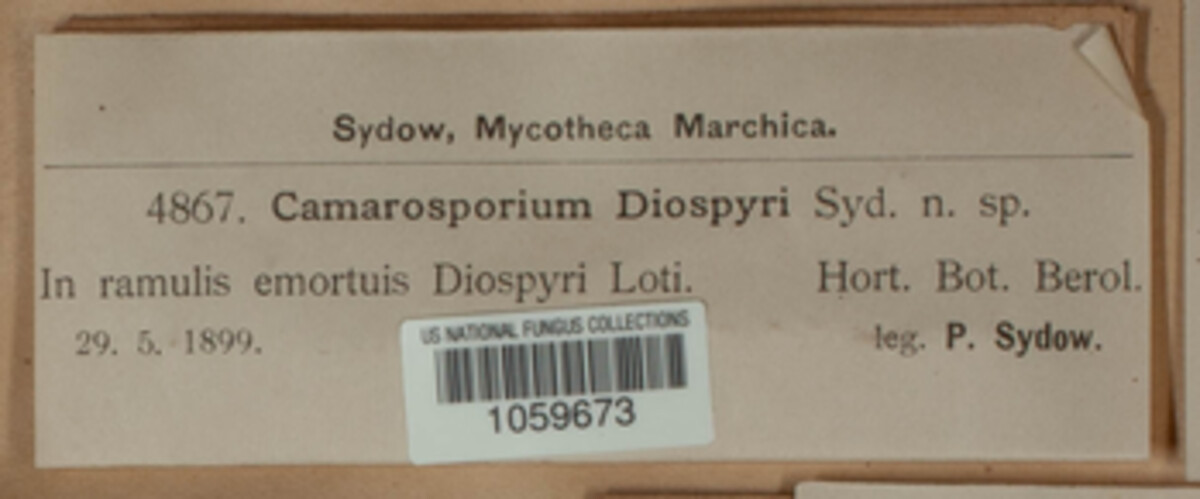 Sydow, Mycotheca Marchica.
4867. Camarosporium Diospyri Syd. n. sp.
In ramulis emortuis Diospyri Loti. Hort. Bot. Berol.
29. 5. 1899. leg. P. Sydow.
US NATIONAL FUNGUS COLLECTIONS
1059673